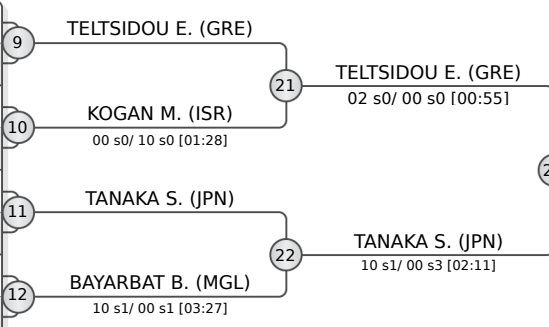 TELTSIDOU E. (GRE)
9
21
TELTSIDOU E. (GRE)
02 s0/ 00 s0 [00:55]
KOGAN M. (ISR)
10
00 s0/ 10 s0 [01:28]
TANAKA S. (JPN)
11
22
TANAKA S. (JPN)
10 s1/ 00 s3 [02:11]
BAYARBAT B. (MGL)
12
10 s1/ 00 s1 [03:27]